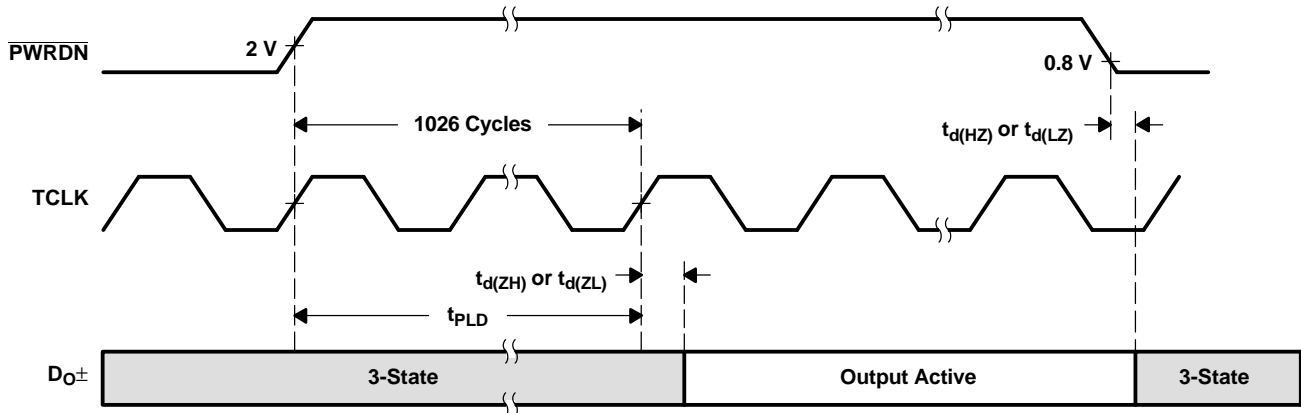 PWRDN
2 V
0.8 V
1026 Cycles
td(HZ) or td(LZ)
TCLK
td(ZH) or td(ZL)
tPLD
DO±
3-State
Output Active
3-State